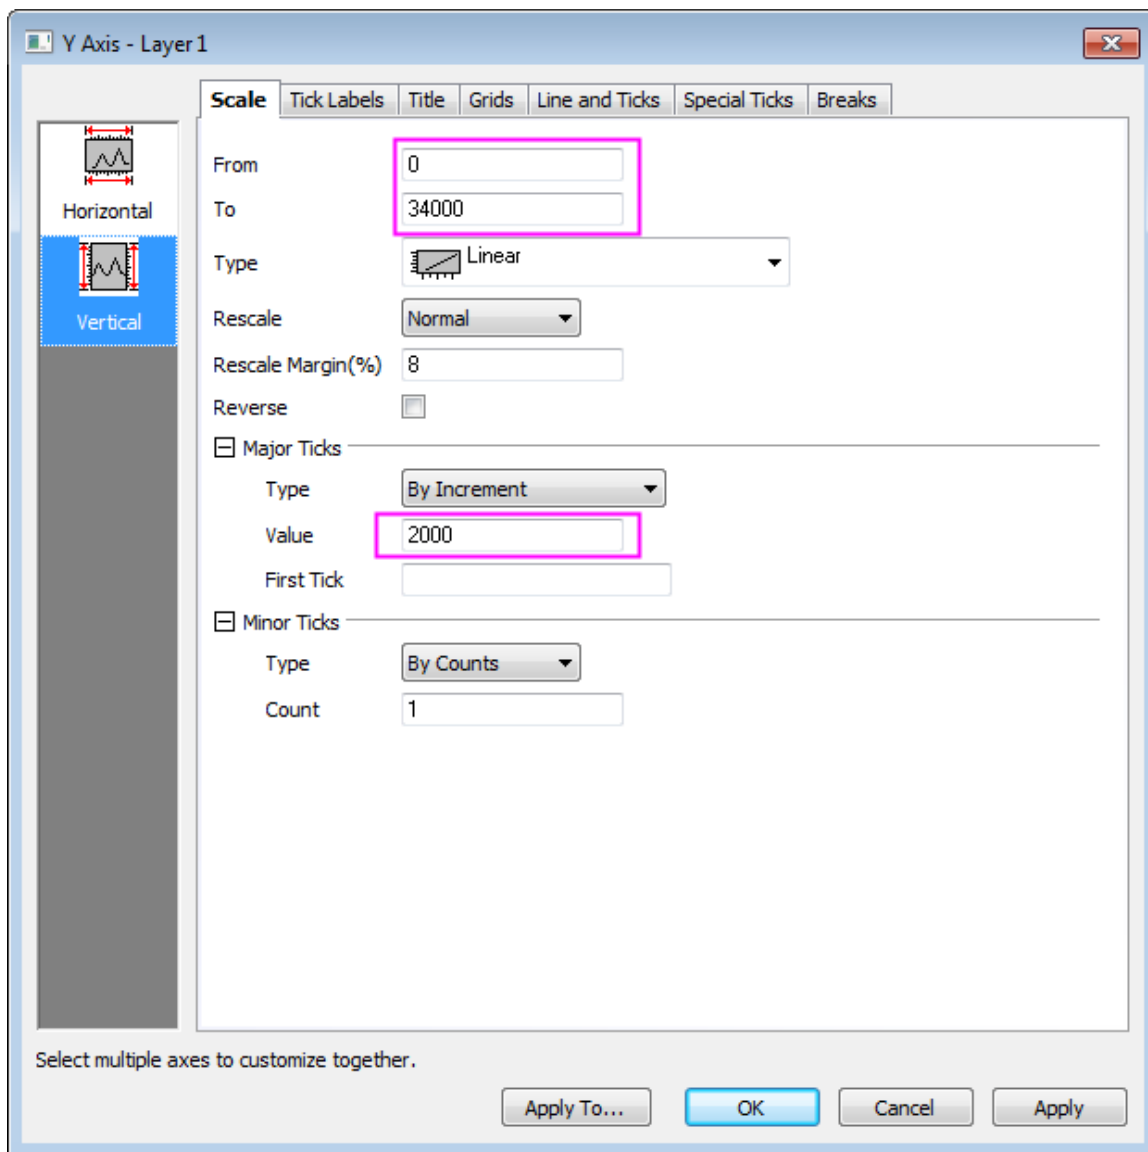 Y Axis - Layer1
Scale Tick Labels Title Grids Line and Ticks Special Ticks Breaks
Horizontal
Vertical
From 0
To 34000
Type Linear
Rescale Normal
Rescale Margin(%) 8
Reverse
Major Ticks
Type By Increment
Value 2000
First Tick
Minor Ticks
Type By Counts
Count 1
Select multiple axes to customize together.
Apply To... OK Cancel Apply